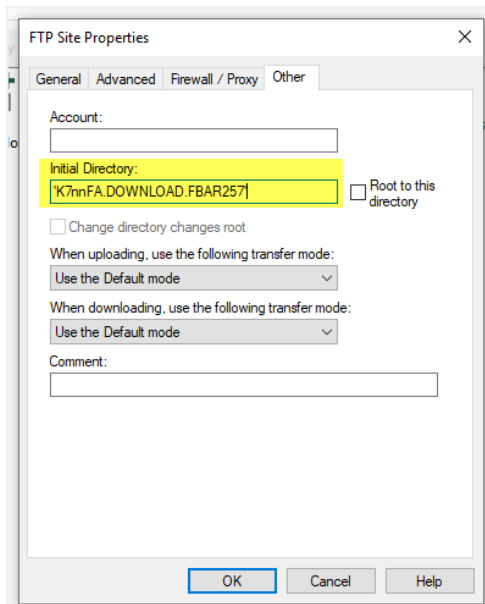 FTP Site Properties
General Advanced Firewall / Proxy Other
Account:
Initial Directory:
'K7nnFA.DOWNLOAD.FBAR257'
Root to this
directory
Change directory changes root
When uploading, use the following transfer mode:
Use the Default mode
When downloading, use the following transfer mode:
Use the Default mode
Comment:
OK Cancel Help